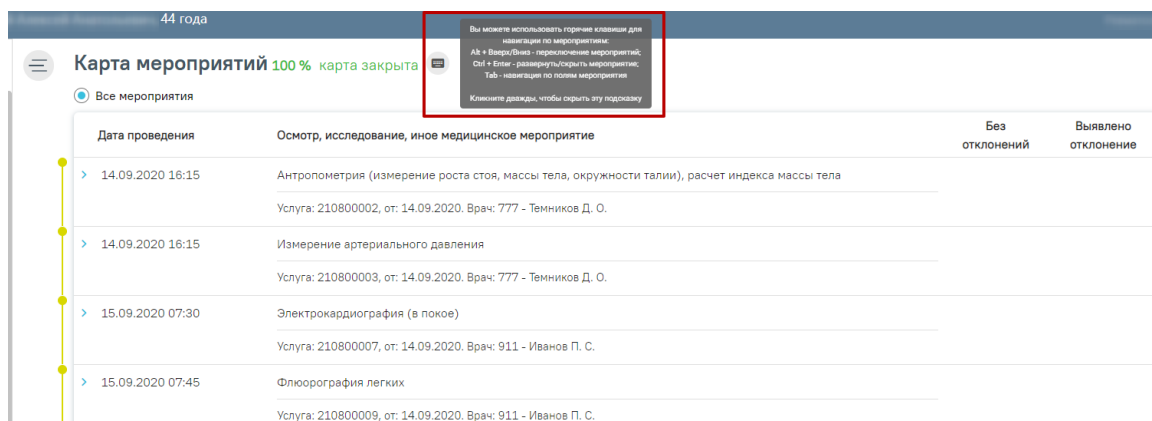 44 года
Вы можете использовать горячие клавиши для
навигации по мероприятиям:
Alt + Вверх/Вниз - переключение мероприятий;
Ctrl + Enter - развернуть/скрыть мероприятие;
Tab - навигация по полям мероприятия
Кликните дважды, чтобы скрыть эту подсказку
Карта мероприятий 100 % карта закрыта
Все мероприятия
Дата проведения Осмотр, исследование, иное медицинское мероприятие Без отклонений Выявлено отклонение
14.09.2020 16:15 Антропометрия (измерение роста стоя, массы тела, окружности талии), расчет индекса массы тела
Услуга: 210800002, от: 14.09.2020. Врач: 777 - Темников Д. О.
14.09.2020 16:15 Измерение артериального давления
Услуга: 210800003, от: 14.09.2020. Врач: 777 - Темников Д. О.
15.09.2020 07:30 Электрокардиография (в покое)
Услуга: 210800007, от: 14.09.2020. Врач: 911 - Иванов П. С.
15.09.2020 07:45 Флюорография легких
Услуга: 210800009, от: 14.09.2020. Врач: 911 - Иванов П. С.